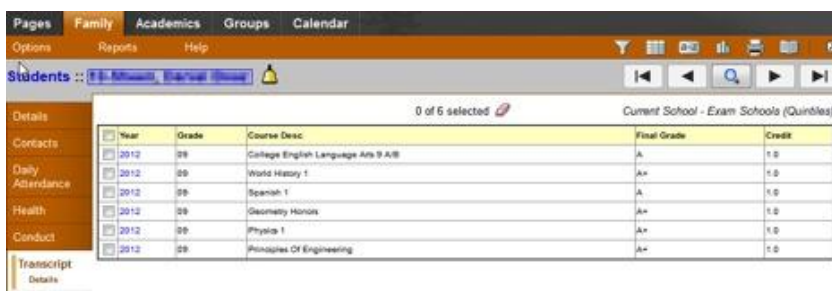 Pages Family Academics Groups Calendar
Options Reports Help
Students ::
0 of 6 selected Current School - Exam Schools (Quintiles)
Details
Contacts
Daily
Attendance
Health
Conduct
Transcript
Details
Year Grade Course Desc Final Grade Credit
2012 09 College English Language Arts 9 A/B A 1.0
2012 09 World History 1 A+ 1.0
2012 09 Spanish 1 A 1.0
2012 09 Geometry Honors A+ 1.0
2012 09 Physics 1 A+ 1.0
2012 09 Principles Of Engineering A+ 1.0